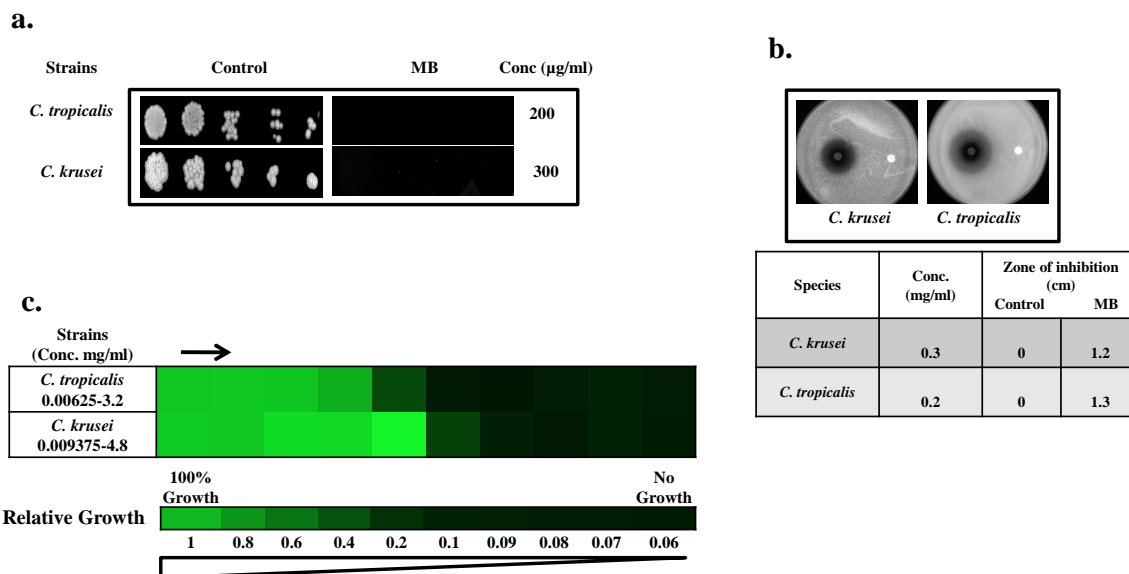 a.
Strains Control MB Conc (µg/ml)
C. tropicalis 200
C. krusei 300
b.
C. krusei C. tropicalis
Species Conc. (mg/ml) Zone of inhibition (cm)
Control MB
C. krusei 0.3 0 1.2
C. tropicalis 0.2 0 1.3
c.
Strains
(Conc. mg/ml)
C. tropicalis
0.00625-3.2
C. krusei
0.009375-4.8
100% Growth No Growth
Relative Growth
1 0.8 0.6 0.4 0.2 0.1 0.09 0.08 0.07 0.06